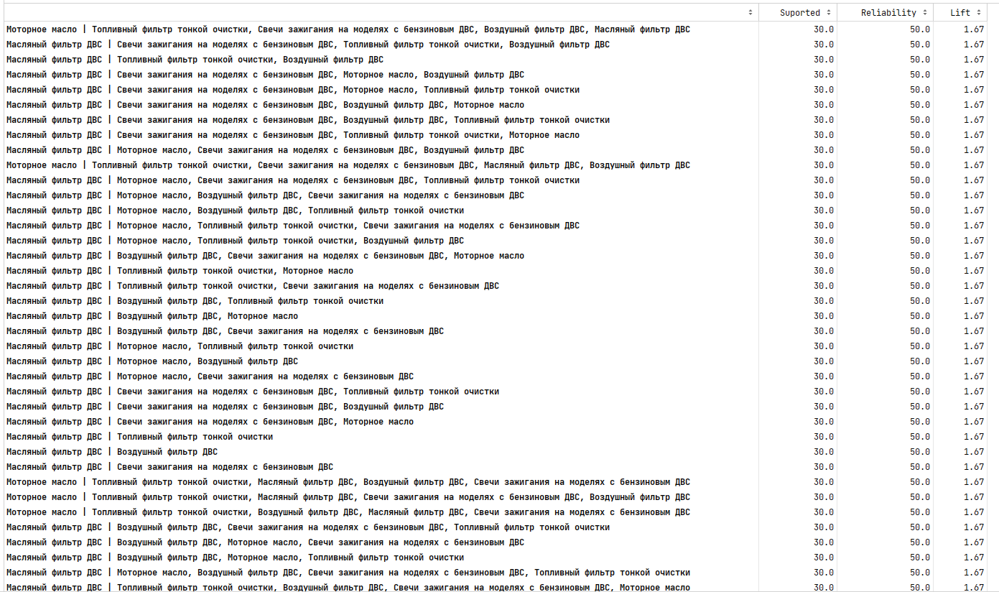 Suported Reliability Lift
Моторное масло | Топливный фильтр тонкой очистки, Свечи зажигания на моделях с бензиновым ДВС, Воздушный фильтр ДВС, Масляный фильтр ДВС 30.0 50.0 1.67
Масляный фильтр ДВС | Свечи зажигания на моделях с бензиновым ДВС, Топливный фильтр тонкой очистки, Воздушный фильтр ДВС 30.0 50.0 1.67
Масляный фильтр ДВС | Топливный фильтр тонкой очистки, Воздушный фильтр ДВС 30.0 50.0 1.67
Масляный фильтр ДВС | Свечи зажигания на моделях с бензиновым ДВС, Моторное масло, Воздушный фильтр ДВС 30.0 50.0 1.67
Масляный фильтр ДВС | Свечи зажигания на моделях с бензиновым ДВС, Моторное масло, Топливный фильтр тонкой очистки 30.0 50.0 1.67
Масляный фильтр ДВС | Свечи зажигания на моделях с бензиновым ДВС, Воздушный фильтр ДВС, Моторное масло 30.0 50.0 1.67
Масляный фильтр ДВС | Свечи зажигания на моделях с бензиновым ДВС, Воздушный фильтр ДВС, Топливный фильтр тонкой очистки 30.0 50.0 1.67
Масляный фильтр ДВС | Свечи зажигания на моделях с бензиновым ДВС, Топливный фильтр тонкой очистки, Моторное масло 30.0 50.0 1.67
Масляный фильтр ДВС | Моторное масло, Свечи зажигания на моделях с бензиновым ДВС, Воздушный фильтр ДВС 30.0 50.0 1.67
Моторное масло | Топливный фильтр тонкой очистки, Свечи зажигания на моделях с бензиновым ДВС, Масляный фильтр ДВС, Воздушный фильтр ДВС 30.0 50.0 1.67
Масляный фильтр ДВС | Моторное масло, Свечи зажигания на моделях с бензиновым ДВС, Топливный фильтр тонкой очистки 30.0 50.0 1.67
Масляный фильтр ДВС | Моторное масло, Воздушный фильтр ДВС, Свечи зажигания на моделях с бензиновым ДВС 30.0 50.0 1.67
Масляный фильтр ДВС | Моторное масло, Воздушный фильтр ДВС, Топливный фильтр тонкой очистки 30.0 50.0 1.67
Масляный фильтр ДВС | Моторное масло, Топливный фильтр тонкой очистки, Свечи зажигания на моделях с бензиновым ДВС 30.0 50.0 1.67
Масляный фильтр ДВС | Моторное масло, Топливный фильтр тонкой очистки, Воздушный фильтр ДВС 30.0 50.0 1.67
Масляный фильтр ДВС | Воздушный фильтр ДВС, Свечи зажигания на моделях с бензиновым ДВС, Моторное масло 30.0 50.0 1.67
Масляный фильтр ДВС | Топливный фильтр тонкой очистки, Моторное масло 30.0 50.0 1.67
Масляный фильтр ДВС | Топливный фильтр тонкой очистки, Свечи зажигания на моделях с бензиновым ДВС 30.0 50.0 1.67
Масляный фильтр ДВС | Воздушный фильтр ДВС, Топливный фильтр тонкой очистки 30.0 50.0 1.67
Масляный фильтр ДВС | Воздушный фильтр ДВС, Моторное масло 30.0 50.0 1.67
Масляный фильтр ДВС | Воздушный фильтр ДВС, Свечи зажигания на моделях с бензиновым ДВС 30.0 50.0 1.67
Масляный фильтр ДВС | Моторное масло, Топливный фильтр тонкой очистки 30.0 50.0 1.67
Масляный фильтр ДВС | Моторное масло, Воздушный фильтр ДВС 30.0 50.0 1.67
Масляный фильтр ДВС | Моторное масло, Свечи зажигания на моделях с бензиновым ДВС 30.0 50.0 1.67
Масляный фильтр ДВС | Свечи зажигания на моделях с бензиновым ДВС, Топливный фильтр тонкой очистки 30.0 50.0 1.67
Масляный фильтр ДВС | Свечи зажигания на моделях с бензиновым ДВС, Воздушный фильтр ДВС 30.0 50.0 1.67
Масляный фильтр ДВС | Свечи зажигания на моделях с бензиновым ДВС, Моторное масло 30.0 50.0 1.67
Масляный фильтр ДВС | Топливный фильтр тонкой очистки 30.0 50.0 1.67
Масляный фильтр ДВС | Воздушный фильтр ДВС 30.0 50.0 1.67
Масляный фильтр ДВС | Свечи зажигания на моделях с бензиновым ДВС 30.0 50.0 1.67
Моторное масло | Топливный фильтр тонкой очистки, Масляный фильтр ДВС, Воздушный фильтр ДВС, Свечи зажигания на моделях с бензиновым ДВС 30.0 50.0 1.67
Моторное масло | Топливный фильтр тонкой очистки, Масляный фильтр ДВС, Свечи зажигания на моделях с бензиновым ДВС, Воздушный фильтр ДВС 30.0 50.0 1.67
Моторное масло | Топливный фильтр тонкой очистки, Воздушный фильтр ДВС, Масляный фильтр ДВС, Свечи зажигания на моделях с бензиновым ДВС 30.0 50.0 1.67
Масляный фильтр ДВС | Воздушный фильтр ДВС, Свечи зажигания на моделях с бензиновым ДВС, Топливный фильтр тонкой очистки 30.0 50.0 1.67
Масляный фильтр ДВС | Воздушный фильтр ДВС, Моторное масло, Свечи зажигания на моделях с бензиновым ДВС 30.0 50.0 1.67
Масляный фильтр ДВС | Воздушный фильтр ДВС, Моторное масло, Топливный фильтр тонкой очистки 30.0 50.0 1.67
Масляный фильтр ДВС | Моторное масло, Воздушный фильтр ДВС, Свечи зажигания на моделях с бензиновым ДВС, Топливный фильтр тонкой очистки 30.0 50.0 1.67
Масляный фильтр ДВС | Топливный фильтр тонкой очистки, Воздушный фильтр ДВС, Свечи зажигания на моделях с бензиновым ДВС, Моторное масло 30.0 50.0 1.67